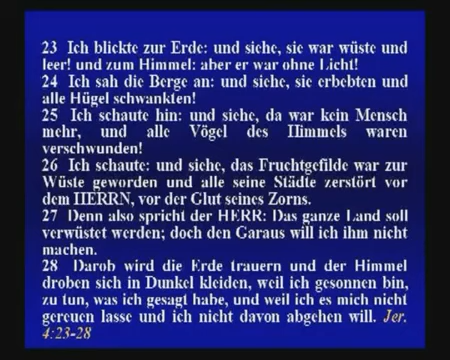 23 Ich blickte zur Erde: und siehe, sie war wüste und
leer! und zum Himmel: aber er war ohne Licht!
24 Ich sah die Berge an: und siehe, sie erbebten und
alle Hügel schwankten!
25 Ich schaute hin: und siehe, da war kein Mensch
mehr, und alle Vögel des Himmels waren
verschwunden!
26 Ich schaute: und siehe, das Fruchtgefilde war zur
Wüste geworden und alle seine Städte zerstört vor
dem HERRN, vor der Glut seines Zorns.
27 Denn also spricht der HERR: Das ganze Land soll
verwüstet werden; doch den Garaus will ich ihm nicht
machen.
28 Darob wird die Erde trauern und der Himmel
droben sich in Dunkel kleiden, weil ich gesonnen bin,
zu tun, was ich gesagt habe, und weil ich es mich nicht
gereuen lasse und ich nicht davon abgehen will. Jer.
4:23-28